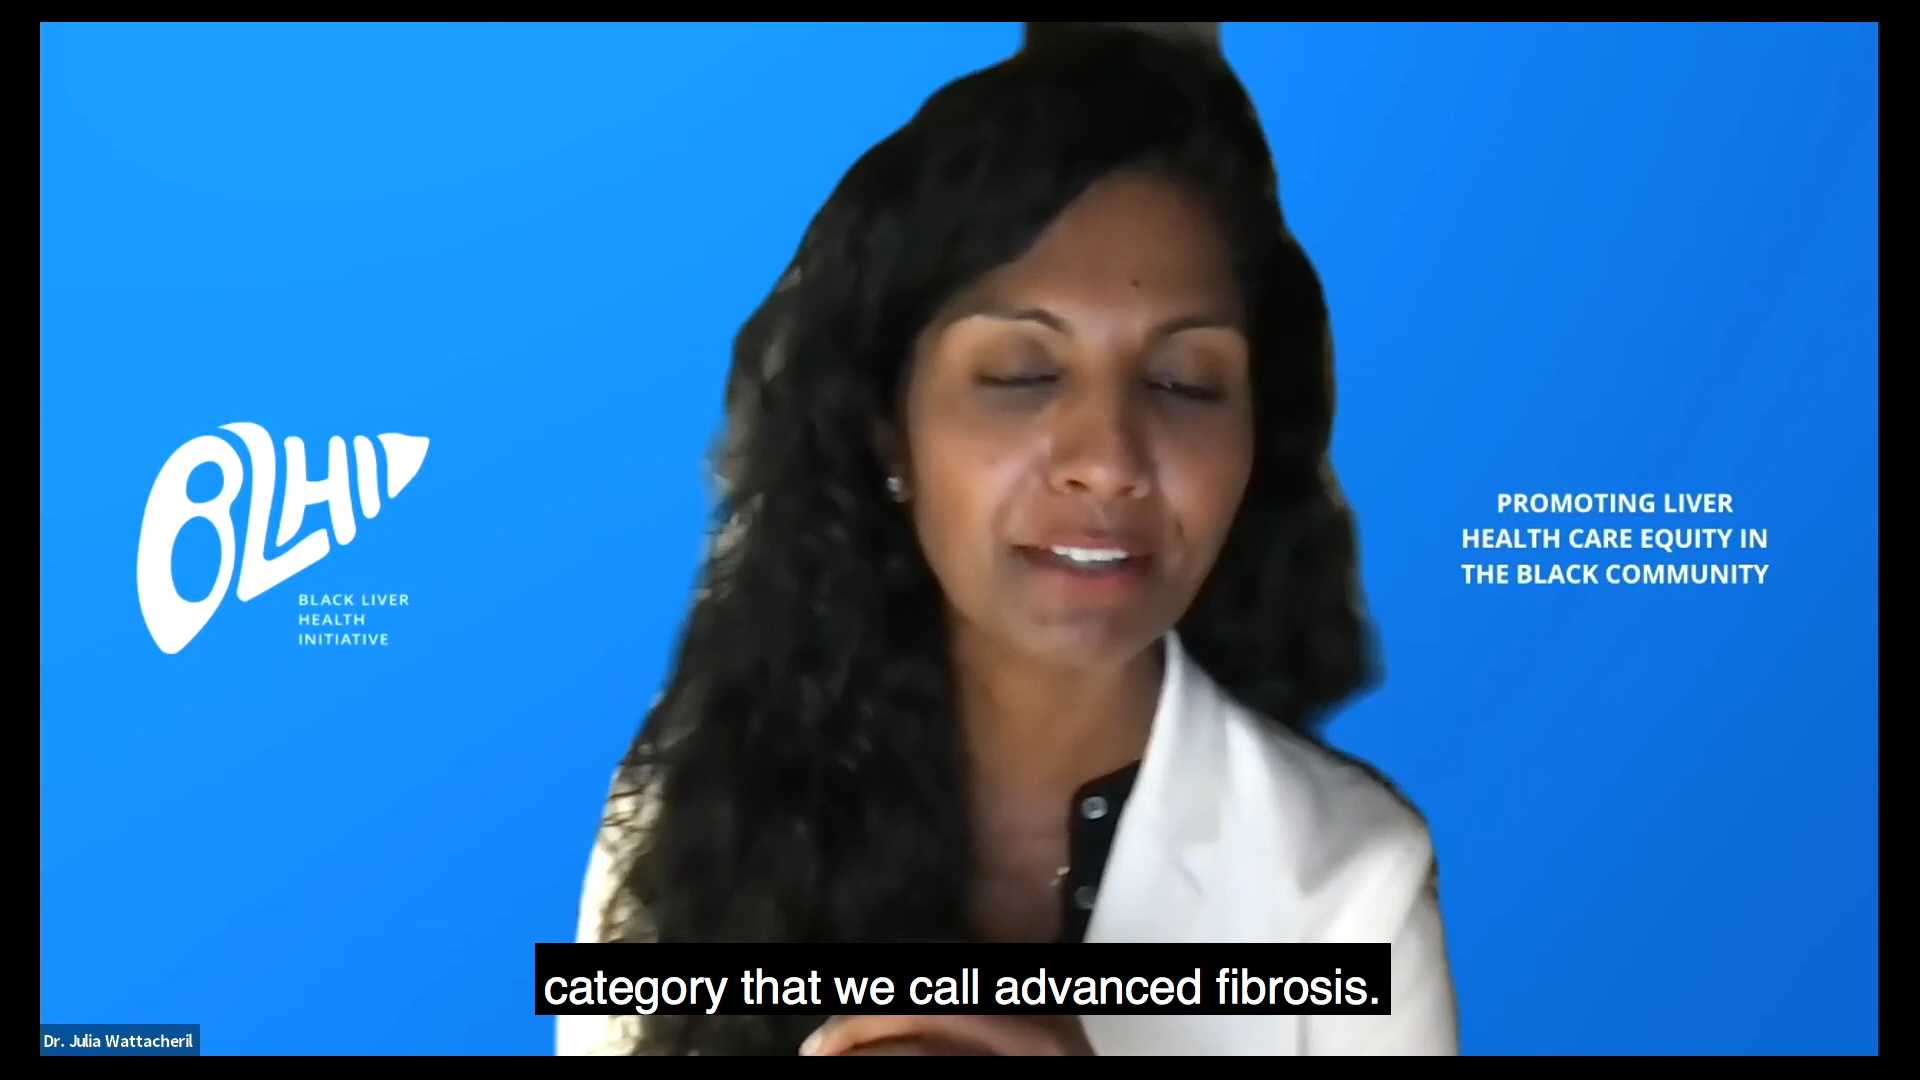 BLHI
BLACK LIVER
HEALTH
INITIATIVE
PROMOTING LIVER
HEALTH CARE EQUITY IN
THE BLACK COMMUNITY
category that we call advanced fibrosis.
Dr. Julia Wattacheril